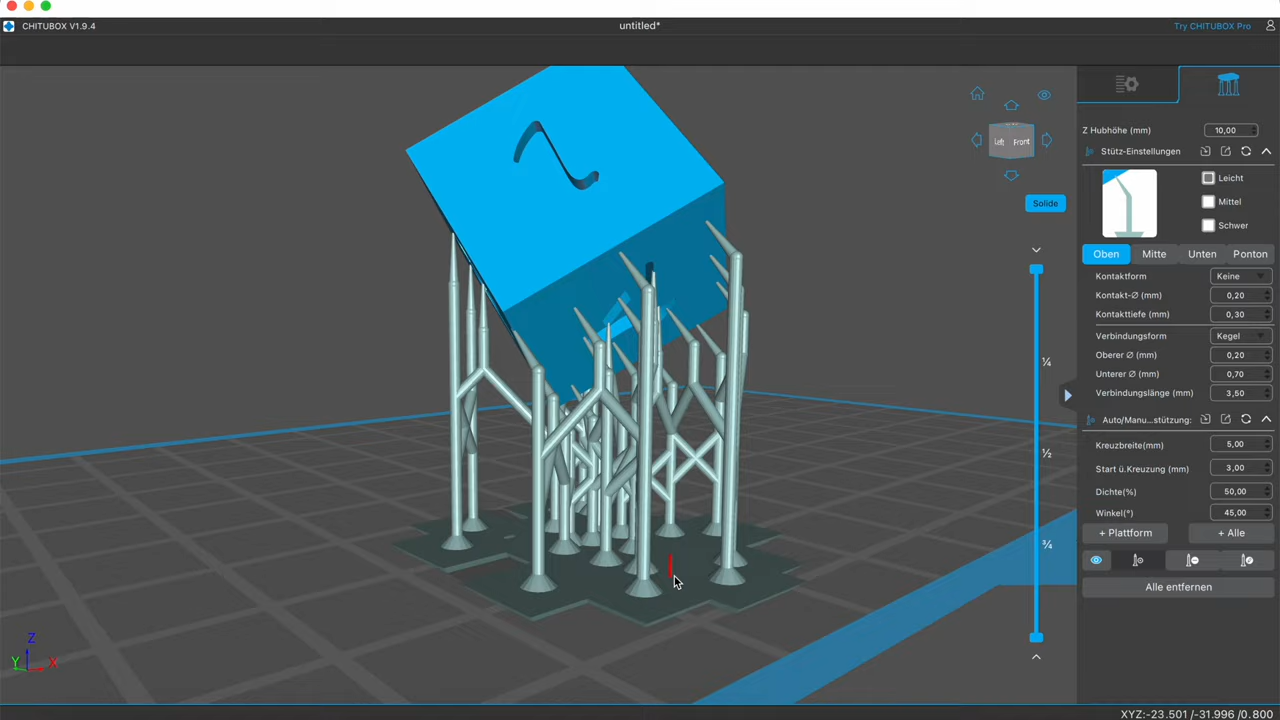 CHITUBOX V1.9.4
untitled*
Try CHITUBOX Pro
Z Hubhöhe (mm) 10,00
Stütz-Einstellungen
Leicht
Mittel
Schwer
Oben Mitte Unten Ponton
Kontaktform Keine
Kontakt-Ø (mm) 0,20
Kontakttiefe (mm) 0,30
Verbindungsform Kegel
Oberer Ø (mm) 0,20
Unterer Ø (mm) 0,70
Verbindungslänge (mm) 3,50
Auto/Manu...stützung:
Kreuzbreite(mm) 5,00
Start ü.Kreuzung (mm) 3,00
Dichte(%) 50,00
Winkel(°) 45,00
+ Plattform + Alle
Alle entfernen
Left Front
Solide
¼
½
¾
Z
Y X
XYZ:-23.501 /-31.996 /0.800